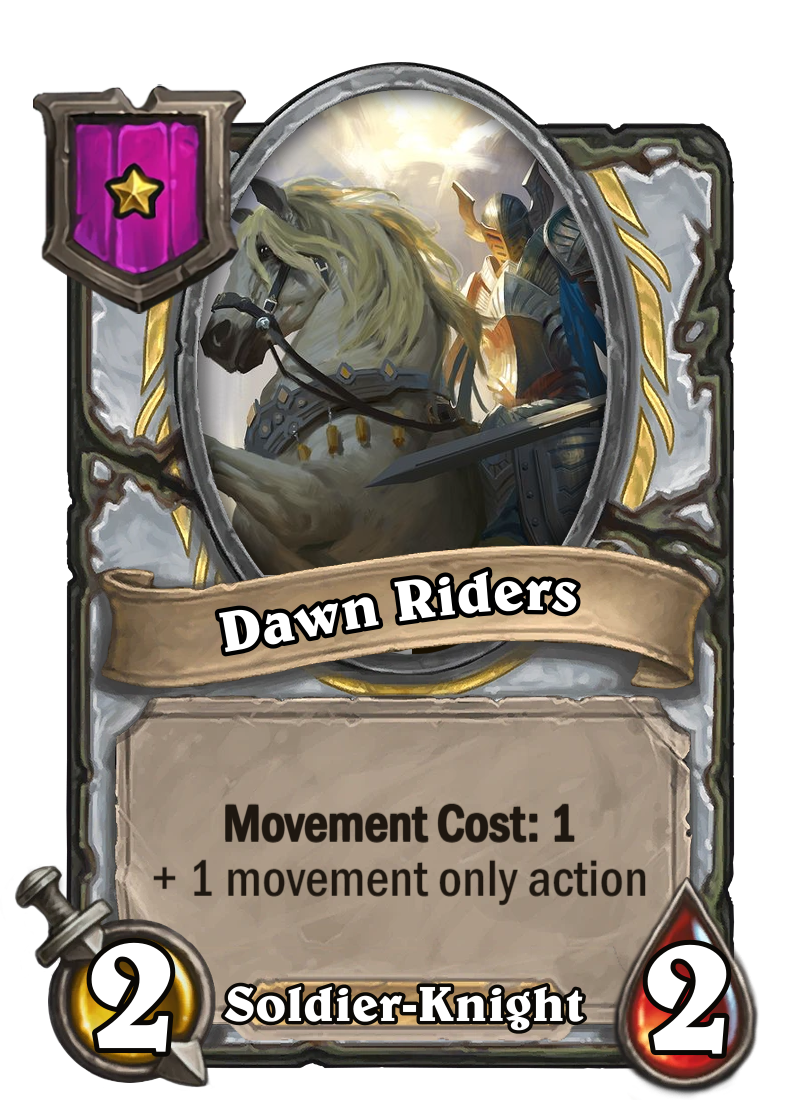 Dawn Riders
Movement Cost: 1
+ 1 movement only action
2
Soldier-Knight
2